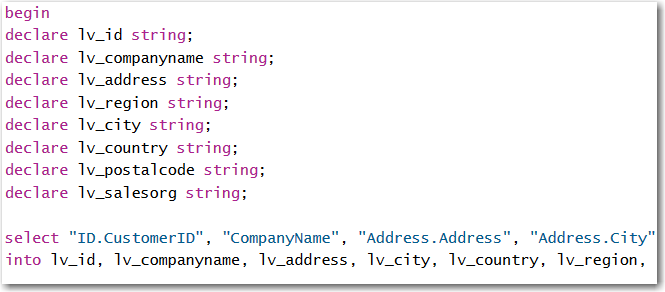 begin
declare lv_id string;
declare lv_companyname string;
declare lv_address string;
declare lv_region string;
declare lv_city string;
declare lv_country string;
declare lv_postalcode string;
declare lv_salesorg string;
select "ID.CustomerID", "CompanyName", "Address.Address", "Address.City"
into lv_id, lv_companyname, lv_address, lv_city, lv_country, lv_region,